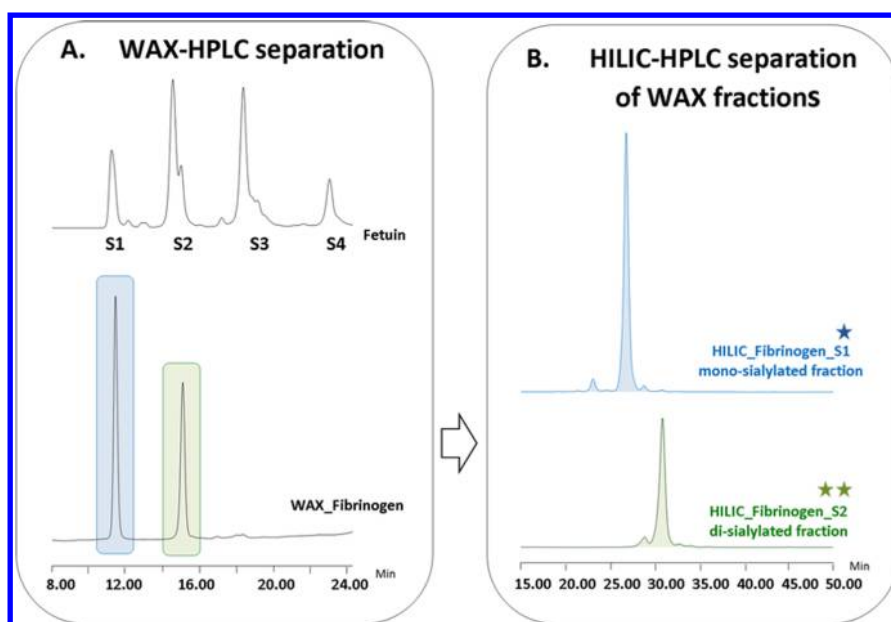 A. WAX-HPLC separation
S1 S2 S3 S4 Fetuin
WAX_Fibrinogen
8.00 12.00 16.00 20.00 24.00 Min
B. HILIC-HPLC separation
of WAX fractions
HILIC_Fibrinogen_S1
mono-sialylated fraction
HILIC_Fibrinogen_S2
di-sialylated fraction
15.00 20.00 25.00 30.00 35.00 40.00 45.00 50.00 Min